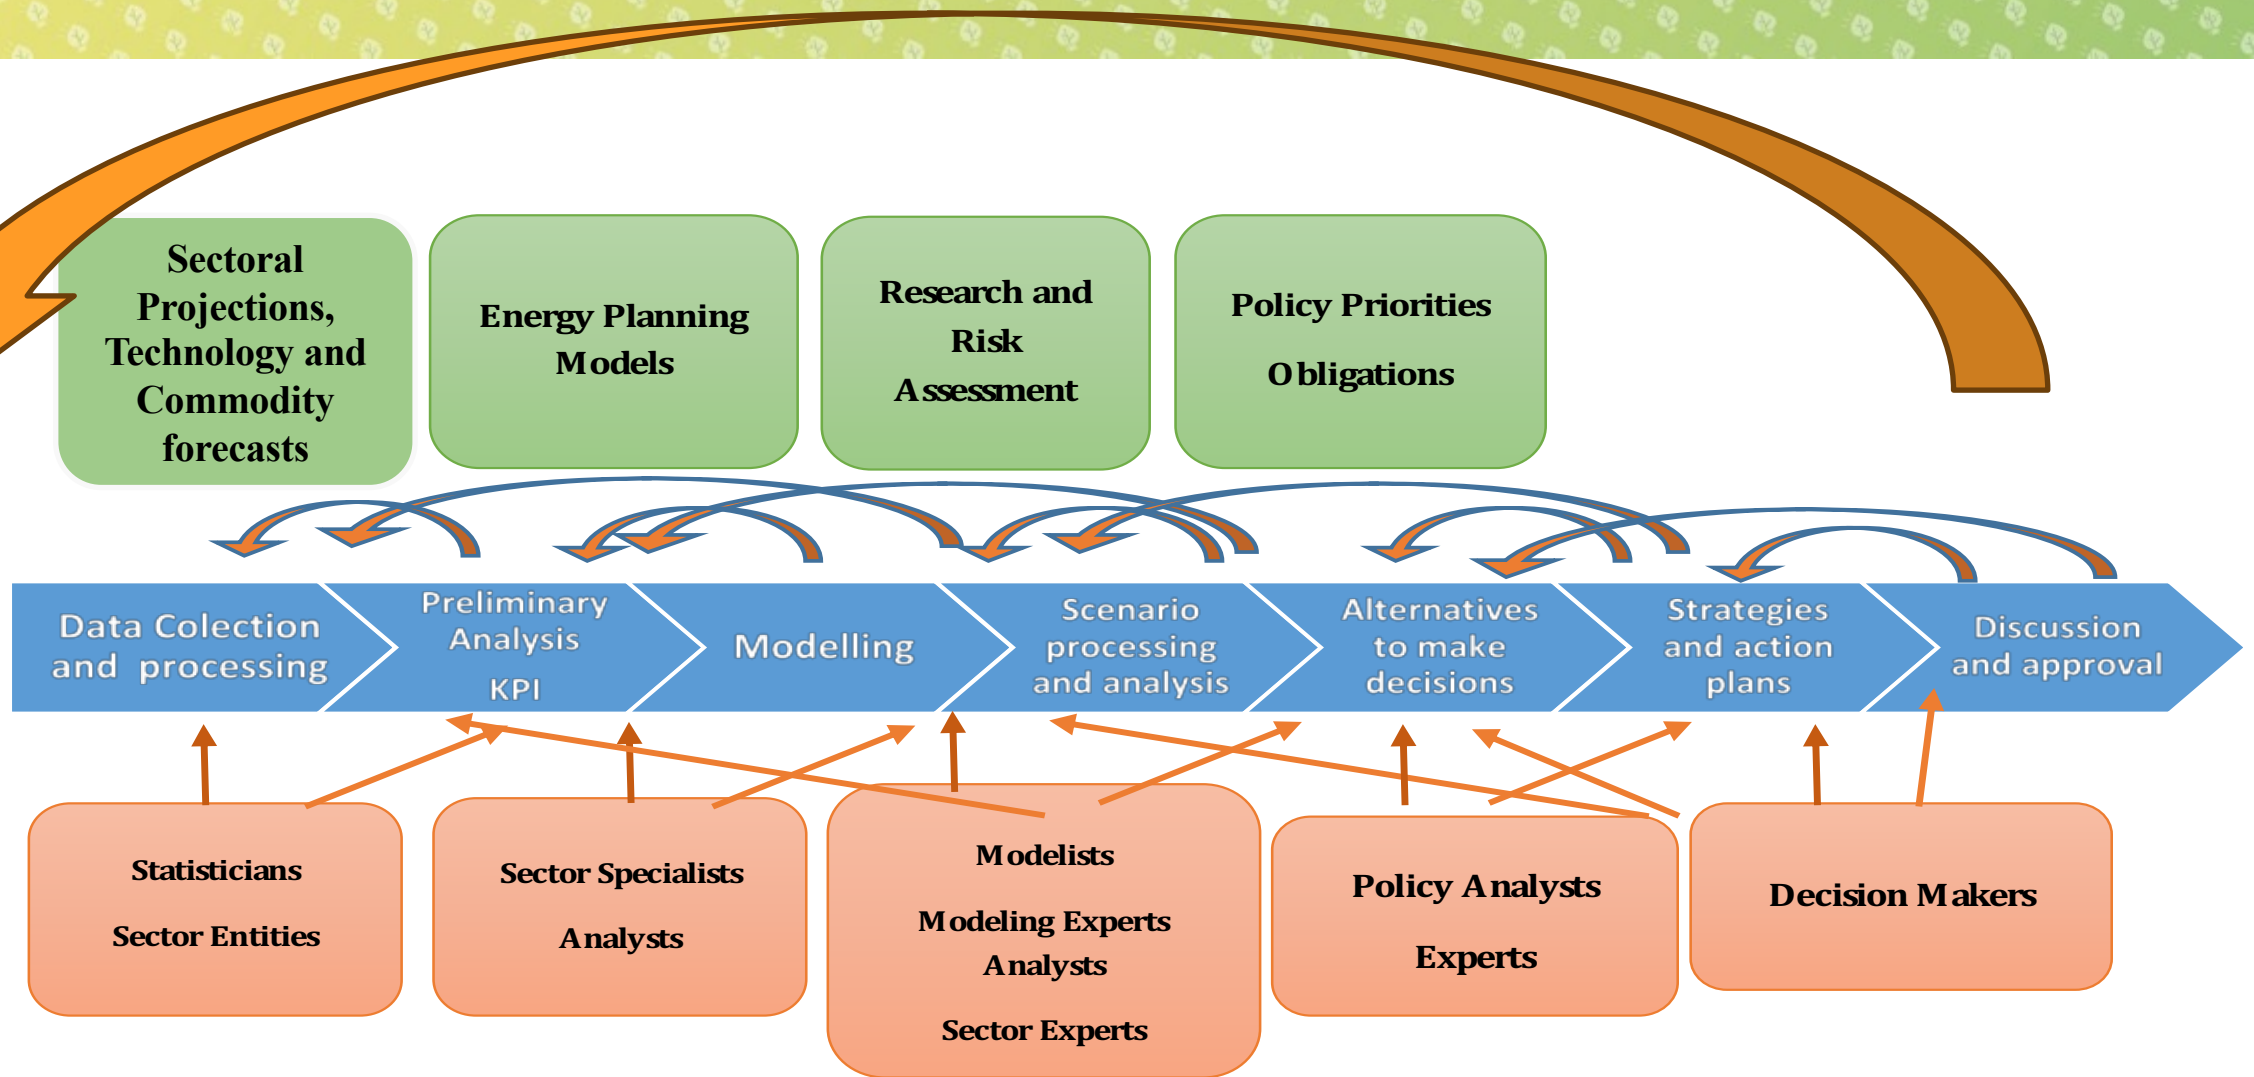 Sectoral
Projections,
Technology and
Commodity
forecasts
Energy Planning
Models
Research and
Risk
Assessment
Policy Priorities
Obligations
Data Colection
and processing
Preliminary
Analysis
KPI
Modelling
Scenario
processing
and analysis
Alternatives
to make
decisions
Strategies
and action
plans
Discussion
and approval
Statisticians
Sector Entities
Sector Specialists
Analysts
Modelists
Modeling Experts
Analysts
Sector Experts
Policy Analysts
Experts
Decision Makers